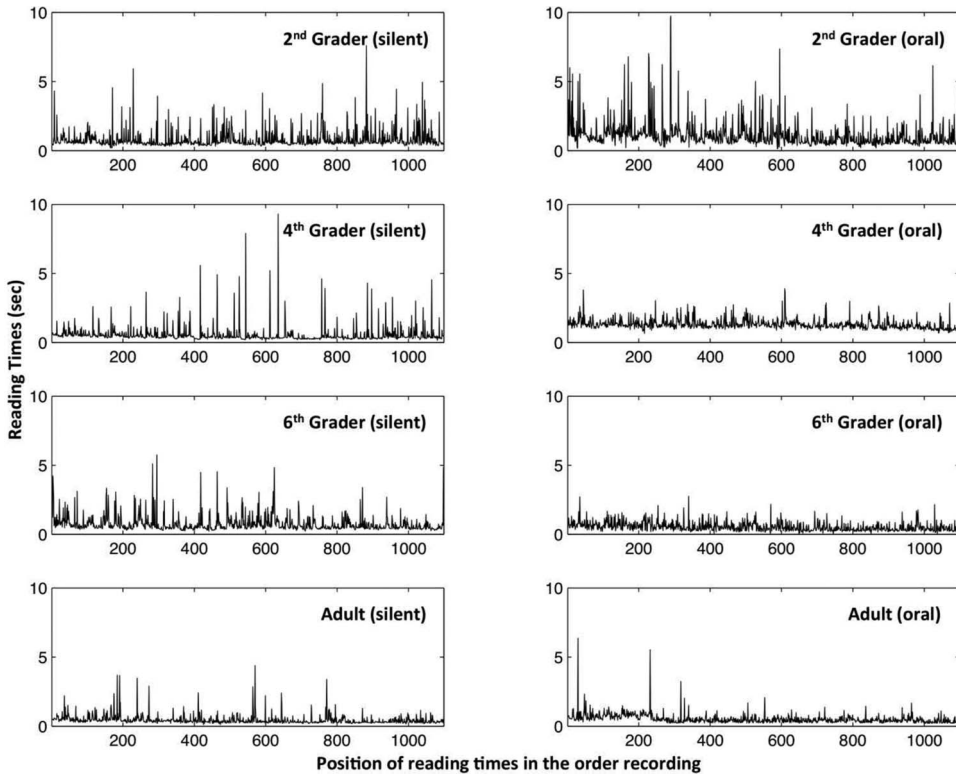 10
5
0
200 400 600 800 1000
2nd Grader (silent)
10
5
0
200 400 600 800 1000
2nd Grader (oral)
10
5
0
200 400 600 800 1000
4th Grader (silent)
10
5
0
200 400 600 800 1000
4th Grader (oral)
Reading Times (sec)
10
5
0
200 400 600 800 1000
6th Grader (silent)
10
5
0
200 400 600 800 1000
6th Grader (oral)
10
5
0
200 400 600 800 1000
Adult (silent)
10
5
0
200 400 600 800 1000
Adult (oral)
Position of reading times in the order recording